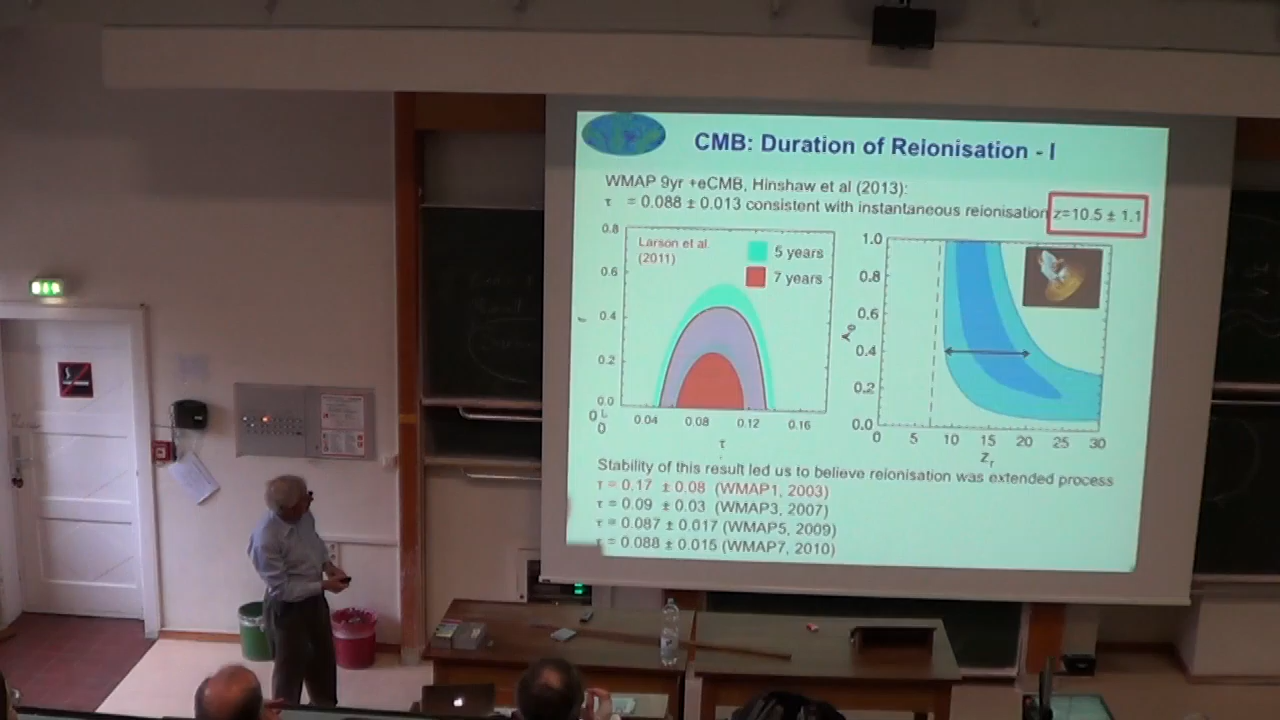 CMB: Duration of Reionisation - I
WMAP 9yr +eCMB, Hinshaw et al (2013):
τ = 0.088 ± 0.013 consistent with instantaneous reionisation z=10.5 ± 1.1
Larson et al.
(2011)
5 years
7 years
0.8
0.6
0.4
0.2
0.0
0
0
0.04 0.08 0.12 0.16
τ
1.0
0.8
0.6
0.4
0.2
0.0
0 5 10 15 20 25 30
zr
Stability of this result led us to believe reionisation was extended process
τ = 0.17 ± 0.08 (WMAP1, 2003)
τ = 0.09 ± 0.03 (WMAP3, 2007)
τ = 0.087 ± 0.017 (WMAP5, 2009)
τ = 0.088 ± 0.015 (WMAP7, 2010)